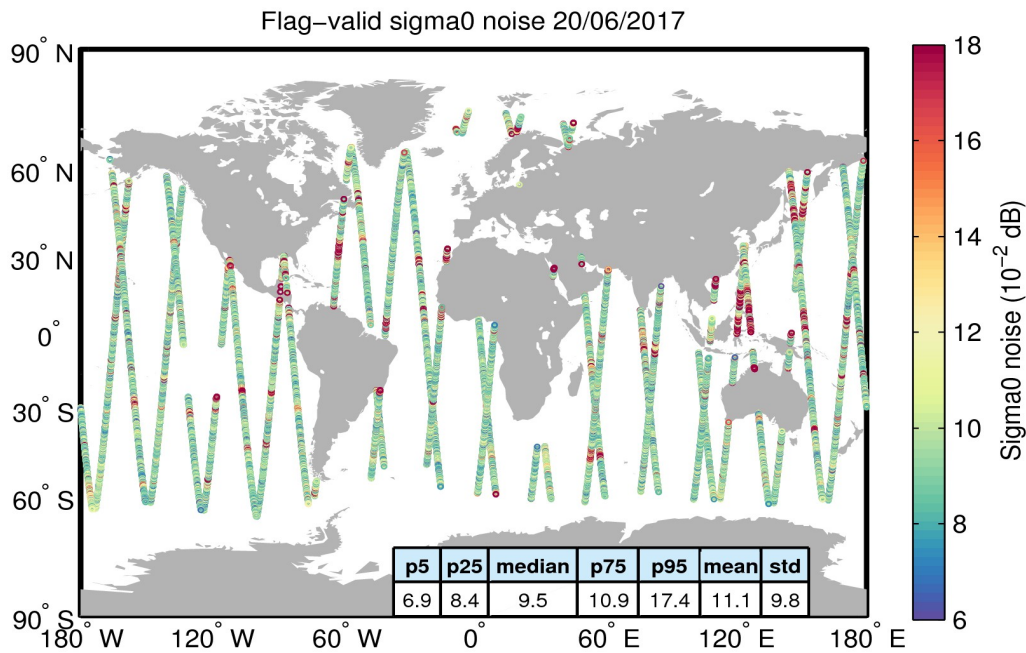 Flag−valid sigma0 noise 20/06/2017
90° N
60° N
30° N
0°
30° S
60° S
90° S
180° W
120° W
60° W
0°
60° E
120° E
180° E
p5 p25 median p75 p95 mean std
6.9 8.4 9.5 10.9 17.4 11.1 9.8
18
16
14
12
10
8
6
Sigma0 noise (10⁻² dB)